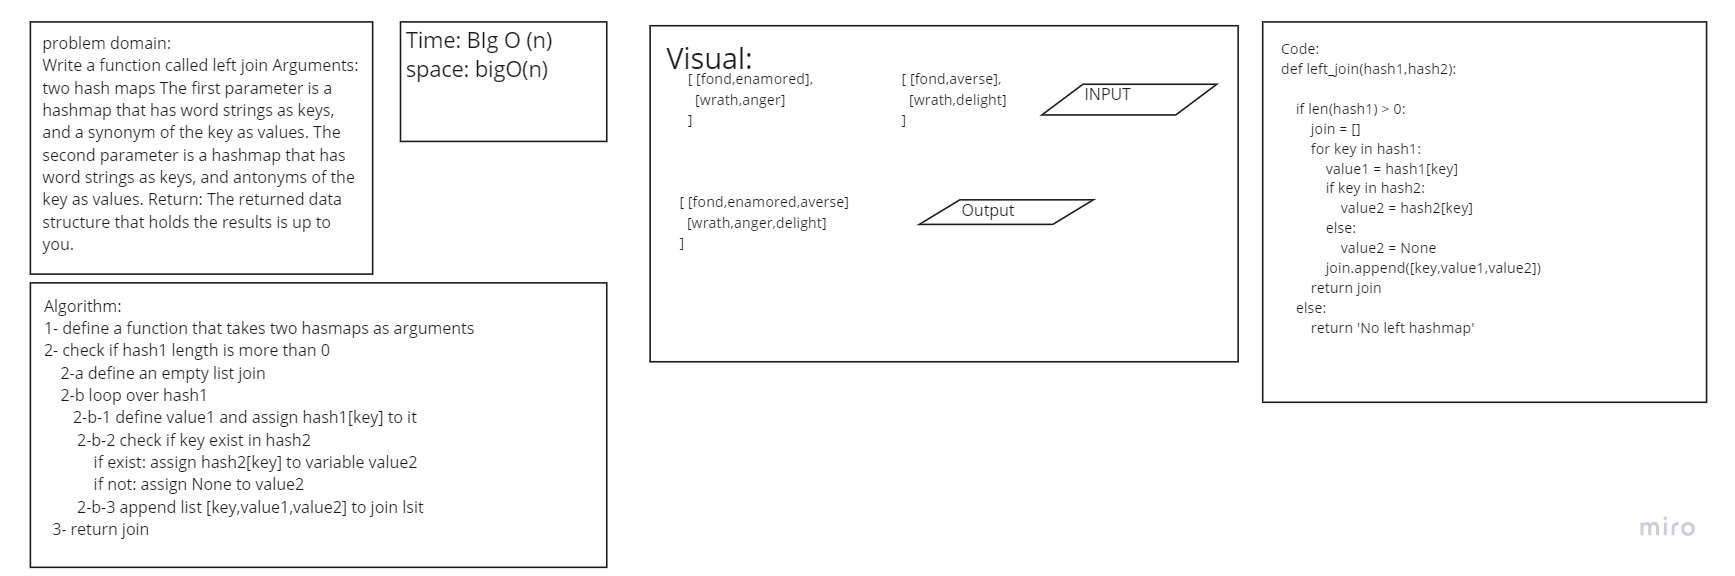 problem domain:
Write a function called left join Arguments:
two hash maps The first parameter is a
hashmap that has word strings as keys,
and a synonym of the key as values. The
second parameter is a hashmap that has
word strings as keys, and antonyms of the
key as values. Return: The returned data
structure that holds the results is up to
you.
Time: BIg O (n)
space: bigO(n)
Algorithm:
1- define a function that takes two hasmaps as arguments
2- check if hash1 length is more than 0
2-a define an empty list join
2-b loop over hash1
2-b-1 define value1 and assign hash1[key] to it
2-b-2 check if key exist in hash2
if exist: assign hash2[key] to variable value2
if not: assign None to value2
2-b-3 append list [key,value1,value2] to join lsit
3- return join
Visual:
[ [fond,enamored],
[wrath,anger]
]
[ [fond,averse],
[wrath,delight]
]
INPUT
[ [fond,enamored,averse]
[wrath,anger,delight]
]
Output
Code:
def left_join(hash1,hash2):
if len(hash1) > 0:
join = []
for key in hash1:
value1 = hash1[key]
if key in hash2:
value2 = hash2[key]
else:
value2 = None
join.append([key,value1,value2])
return join
else:
return 'No left hashmap'
miro